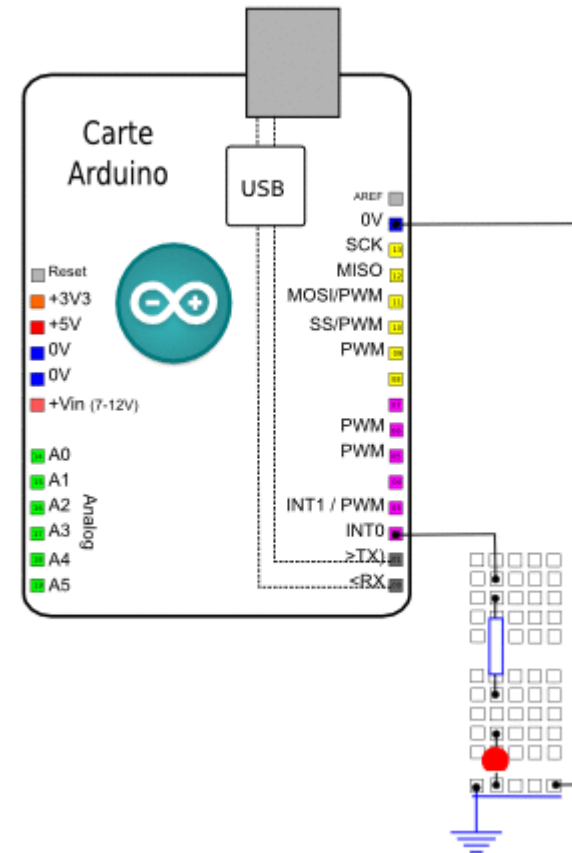 Carte
Arduino
USB
AREF
0V
SCK
MISO
MOSI/PWM
SS/PWM
PWM
PWM
PWM
INT1 / PWM
INT0
>TX)
<RX
Reset
+3V3
+5V
0V
0V
+Vin (7-12V)
A0
A1
A2
A3
A4
A5
Analog